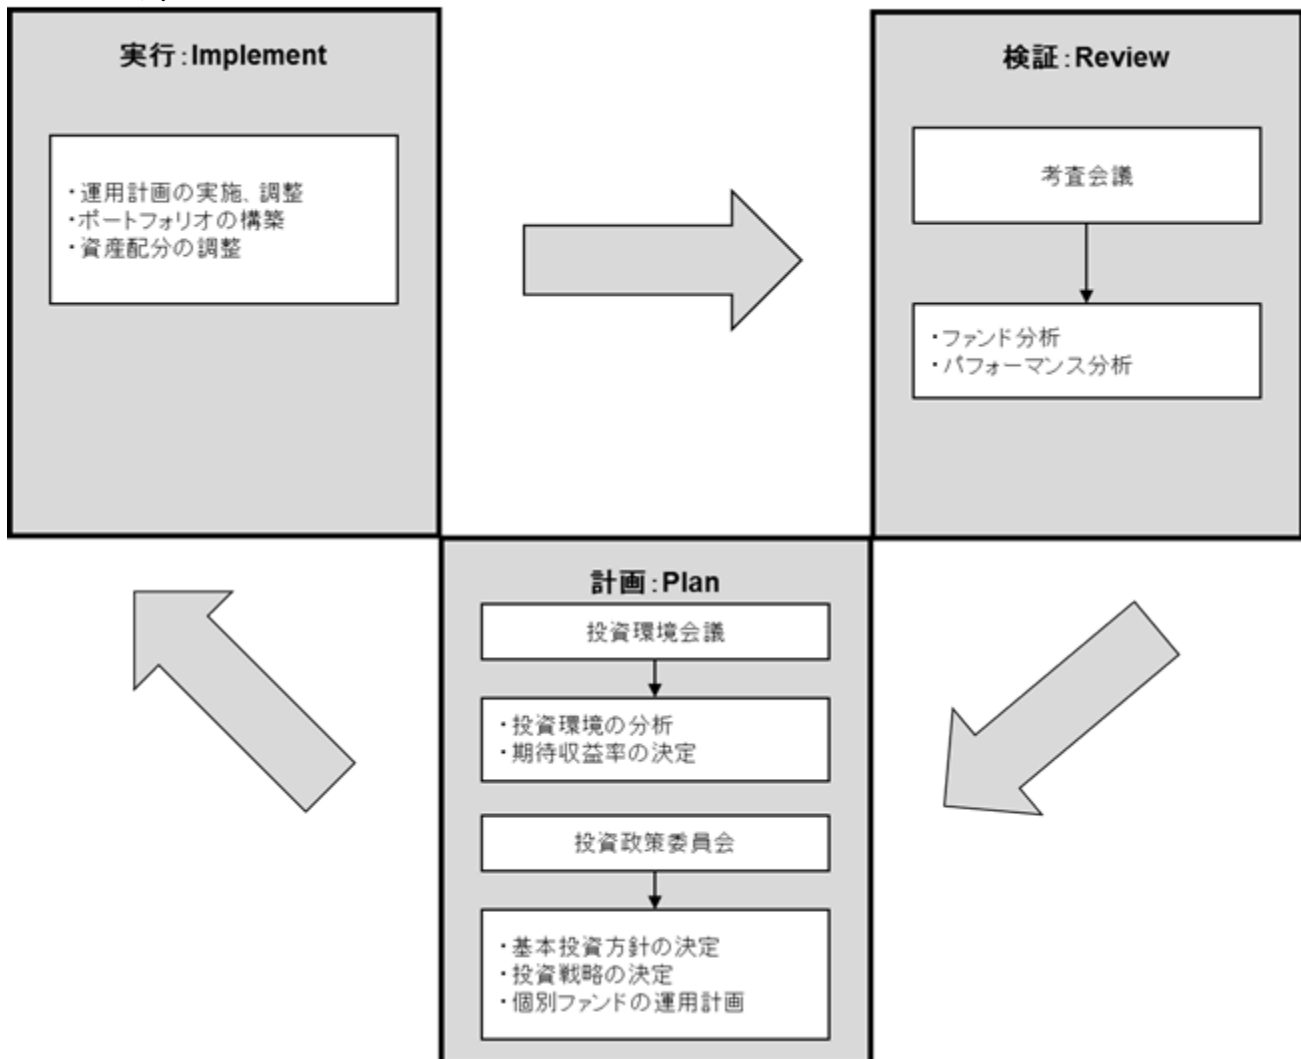 実行:Implement
・運用計画の実施、調整
・ポートフォリオの構築
・資産配分の調整
検証:Review
考査会議
・ファンド分析
・パフォーマンス分析
計画:Plan
投資環境会議
・投資環境の分析
・期待収益率の決定
投資政策委員会
・基本投資方針の決定
・投資戦略の決定
・個別ファンドの運用計画